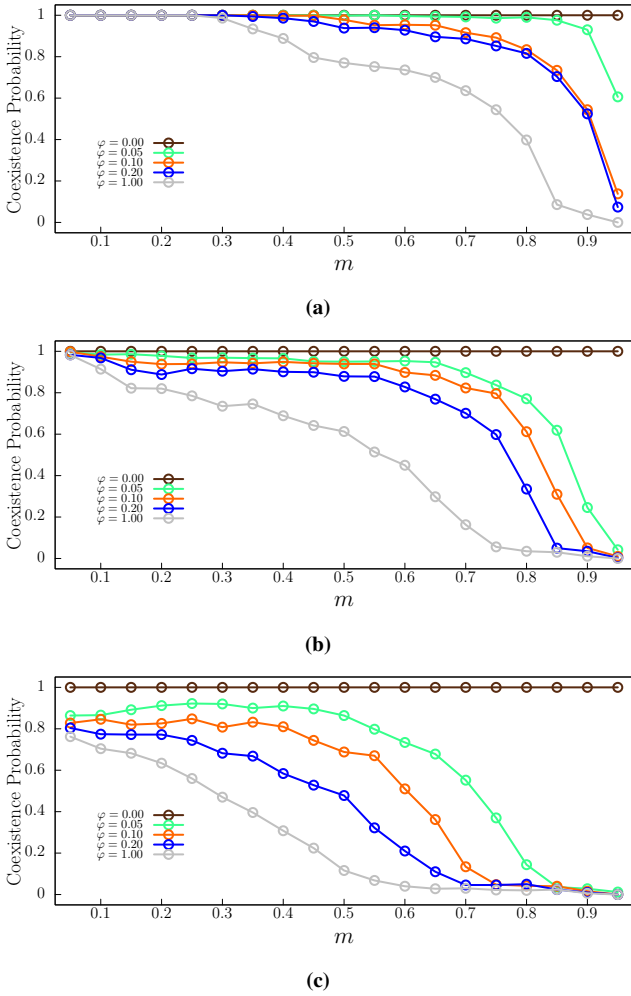 Coexistence Probability
1
0.8
0.6
0.4
0.2
0
φ = 0.00
φ = 0.05
φ = 0.10
φ = 0.20
φ = 1.00
0.1 0.2 0.3 0.4 0.5 0.6 0.7 0.8 0.9
m
(a)
Coexistence Probability
1
0.8
0.6
0.4
0.2
0
φ = 0.00
φ = 0.05
φ = 0.10
φ = 0.20
φ = 1.00
0.1 0.2 0.3 0.4 0.5 0.6 0.7 0.8 0.9
m
(b)
Coexistence Probability
1
0.8
0.6
0.4
0.2
0
φ = 0.00
φ = 0.05
φ = 0.10
φ = 0.20
φ = 1.00
0.1 0.2 0.3 0.4 0.5 0.6 0.7 0.8 0.9
m
(c)